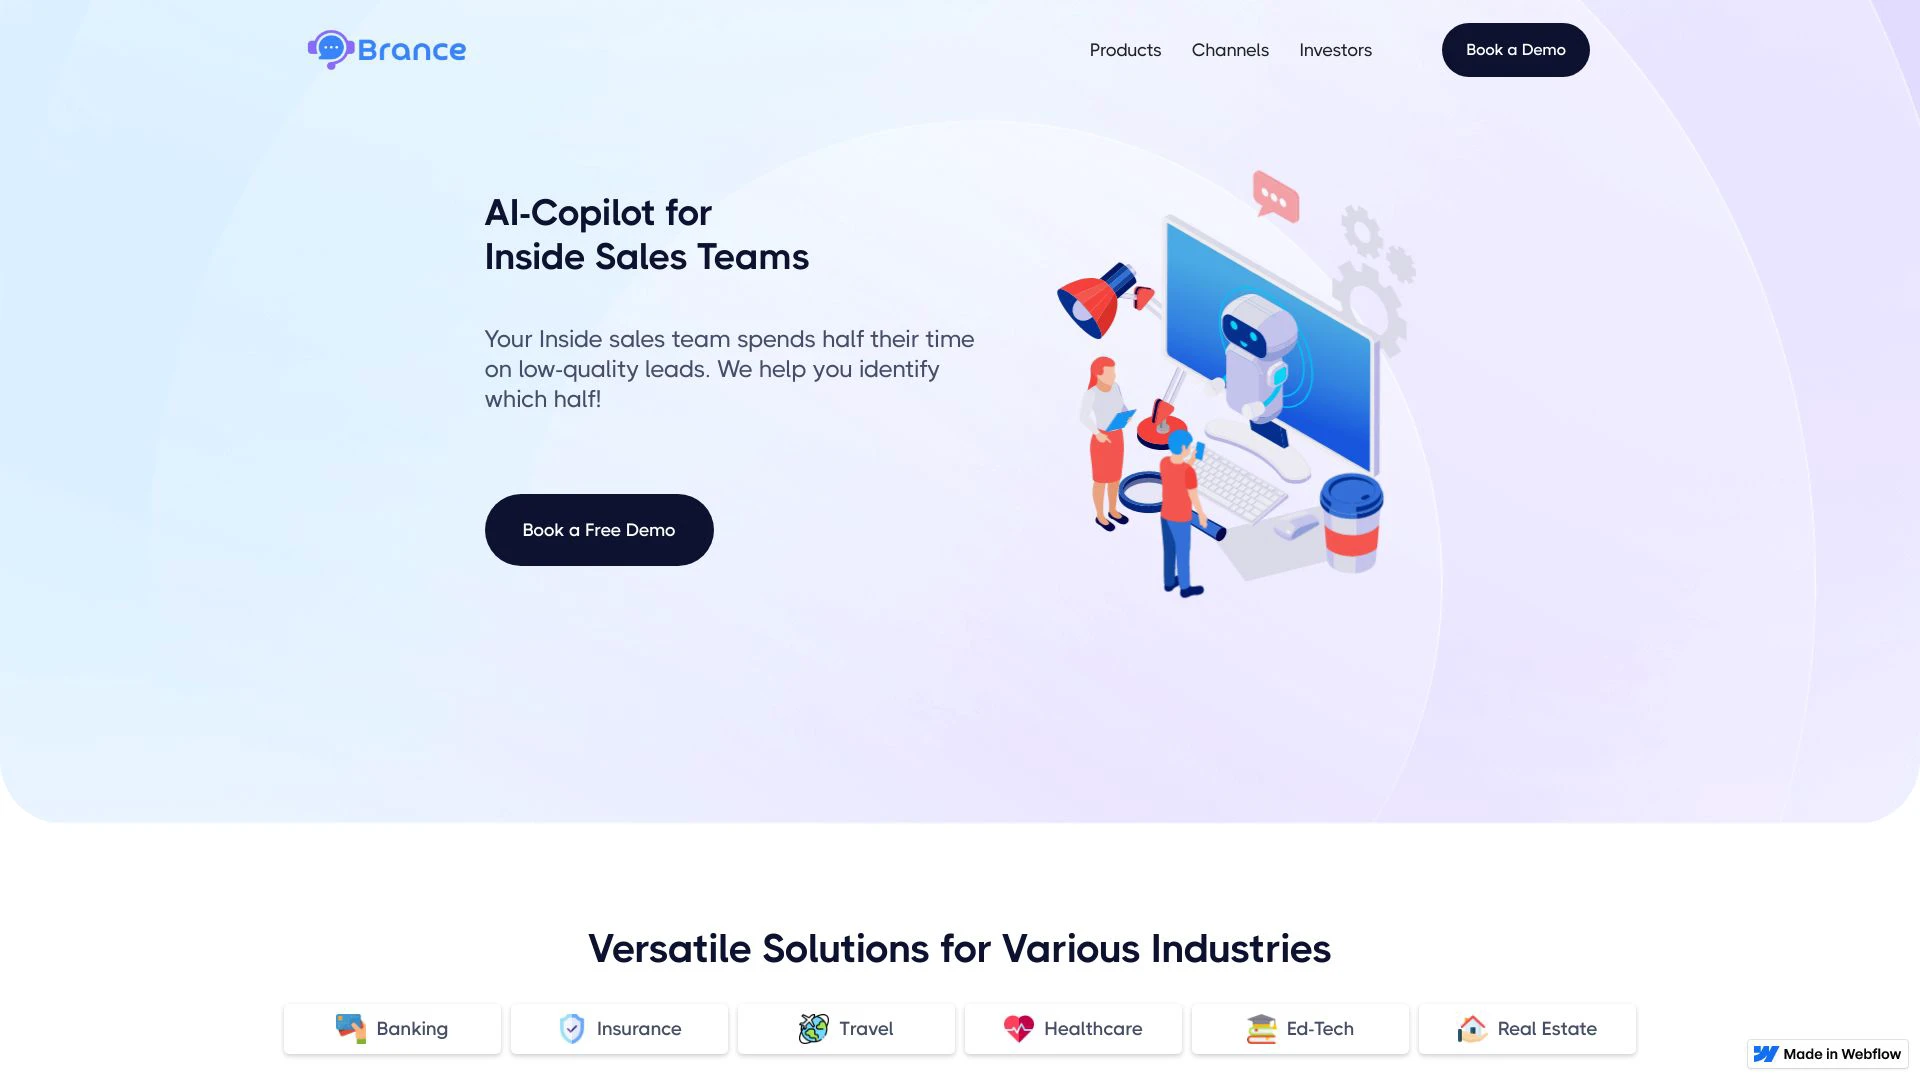 Brance
Products
Channels
Investors
Book a Demo
AI-Copilot for
Inside Sales Teams
Your Inside sales team spends half their time
on low-quality leads. We help you identify
which half!
Book a Free Demo
Versatile Solutions for Various Industries
Banking
Insurance
Travel
Healthcare
Ed-Tech
Real Estate
Made in Webflow